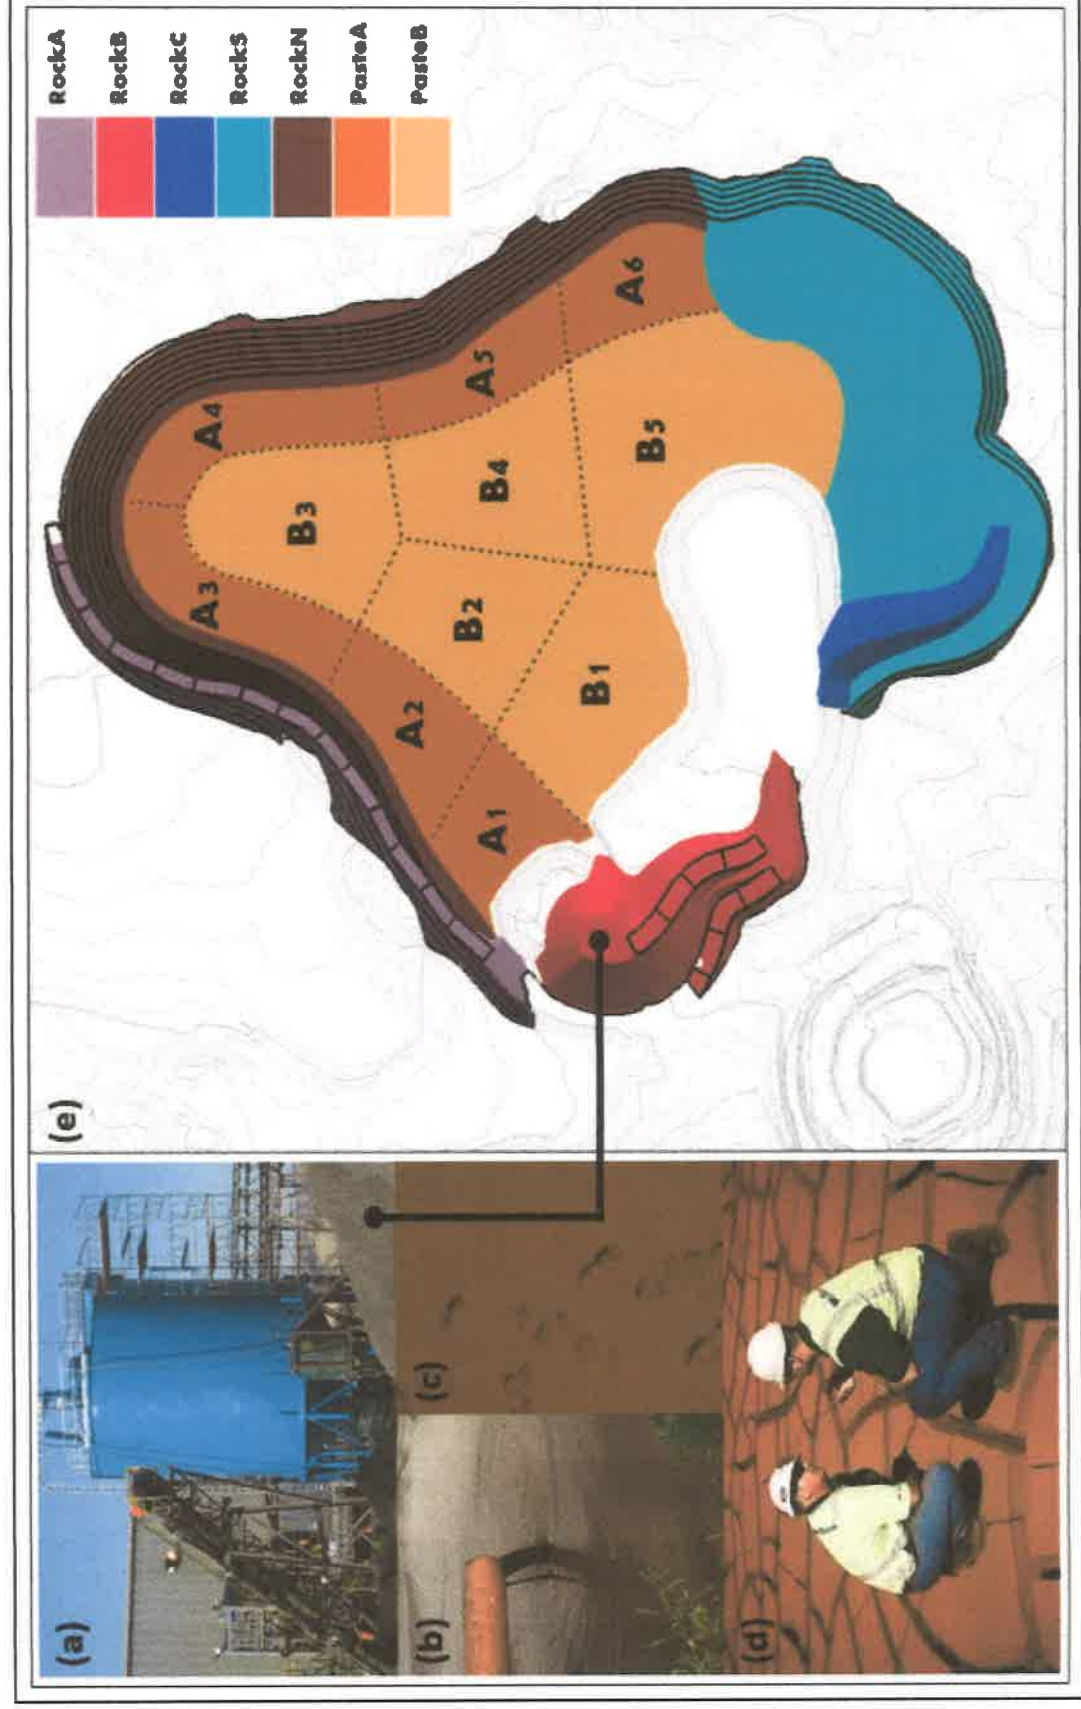 (a)
(b)
(c)
(d)
(e)
A1
A2
A3
A4
A5
A6
B1
B2
B3
B4
B5
RockA
RockB
RockC
RockS
RockN
PasteA
PasteB